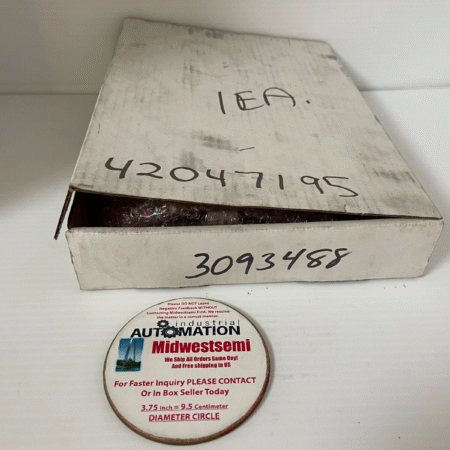 1EA.
42047195
3093488
Please DO NOT Leave
Negative Feedback WITHOUT
Contacting Midwestsemi First. We resolve
the matter in a correct manner.
industrial
AUTOMATION
Midwestsemi
We Ship All Orders Same Day!
And Free shipping in US
For Faster Inquiry PLEASE CONTACT
Or In Box Seller Today
3.75 inch = 9.5 Centimeter
DIAMETER CIRCLE